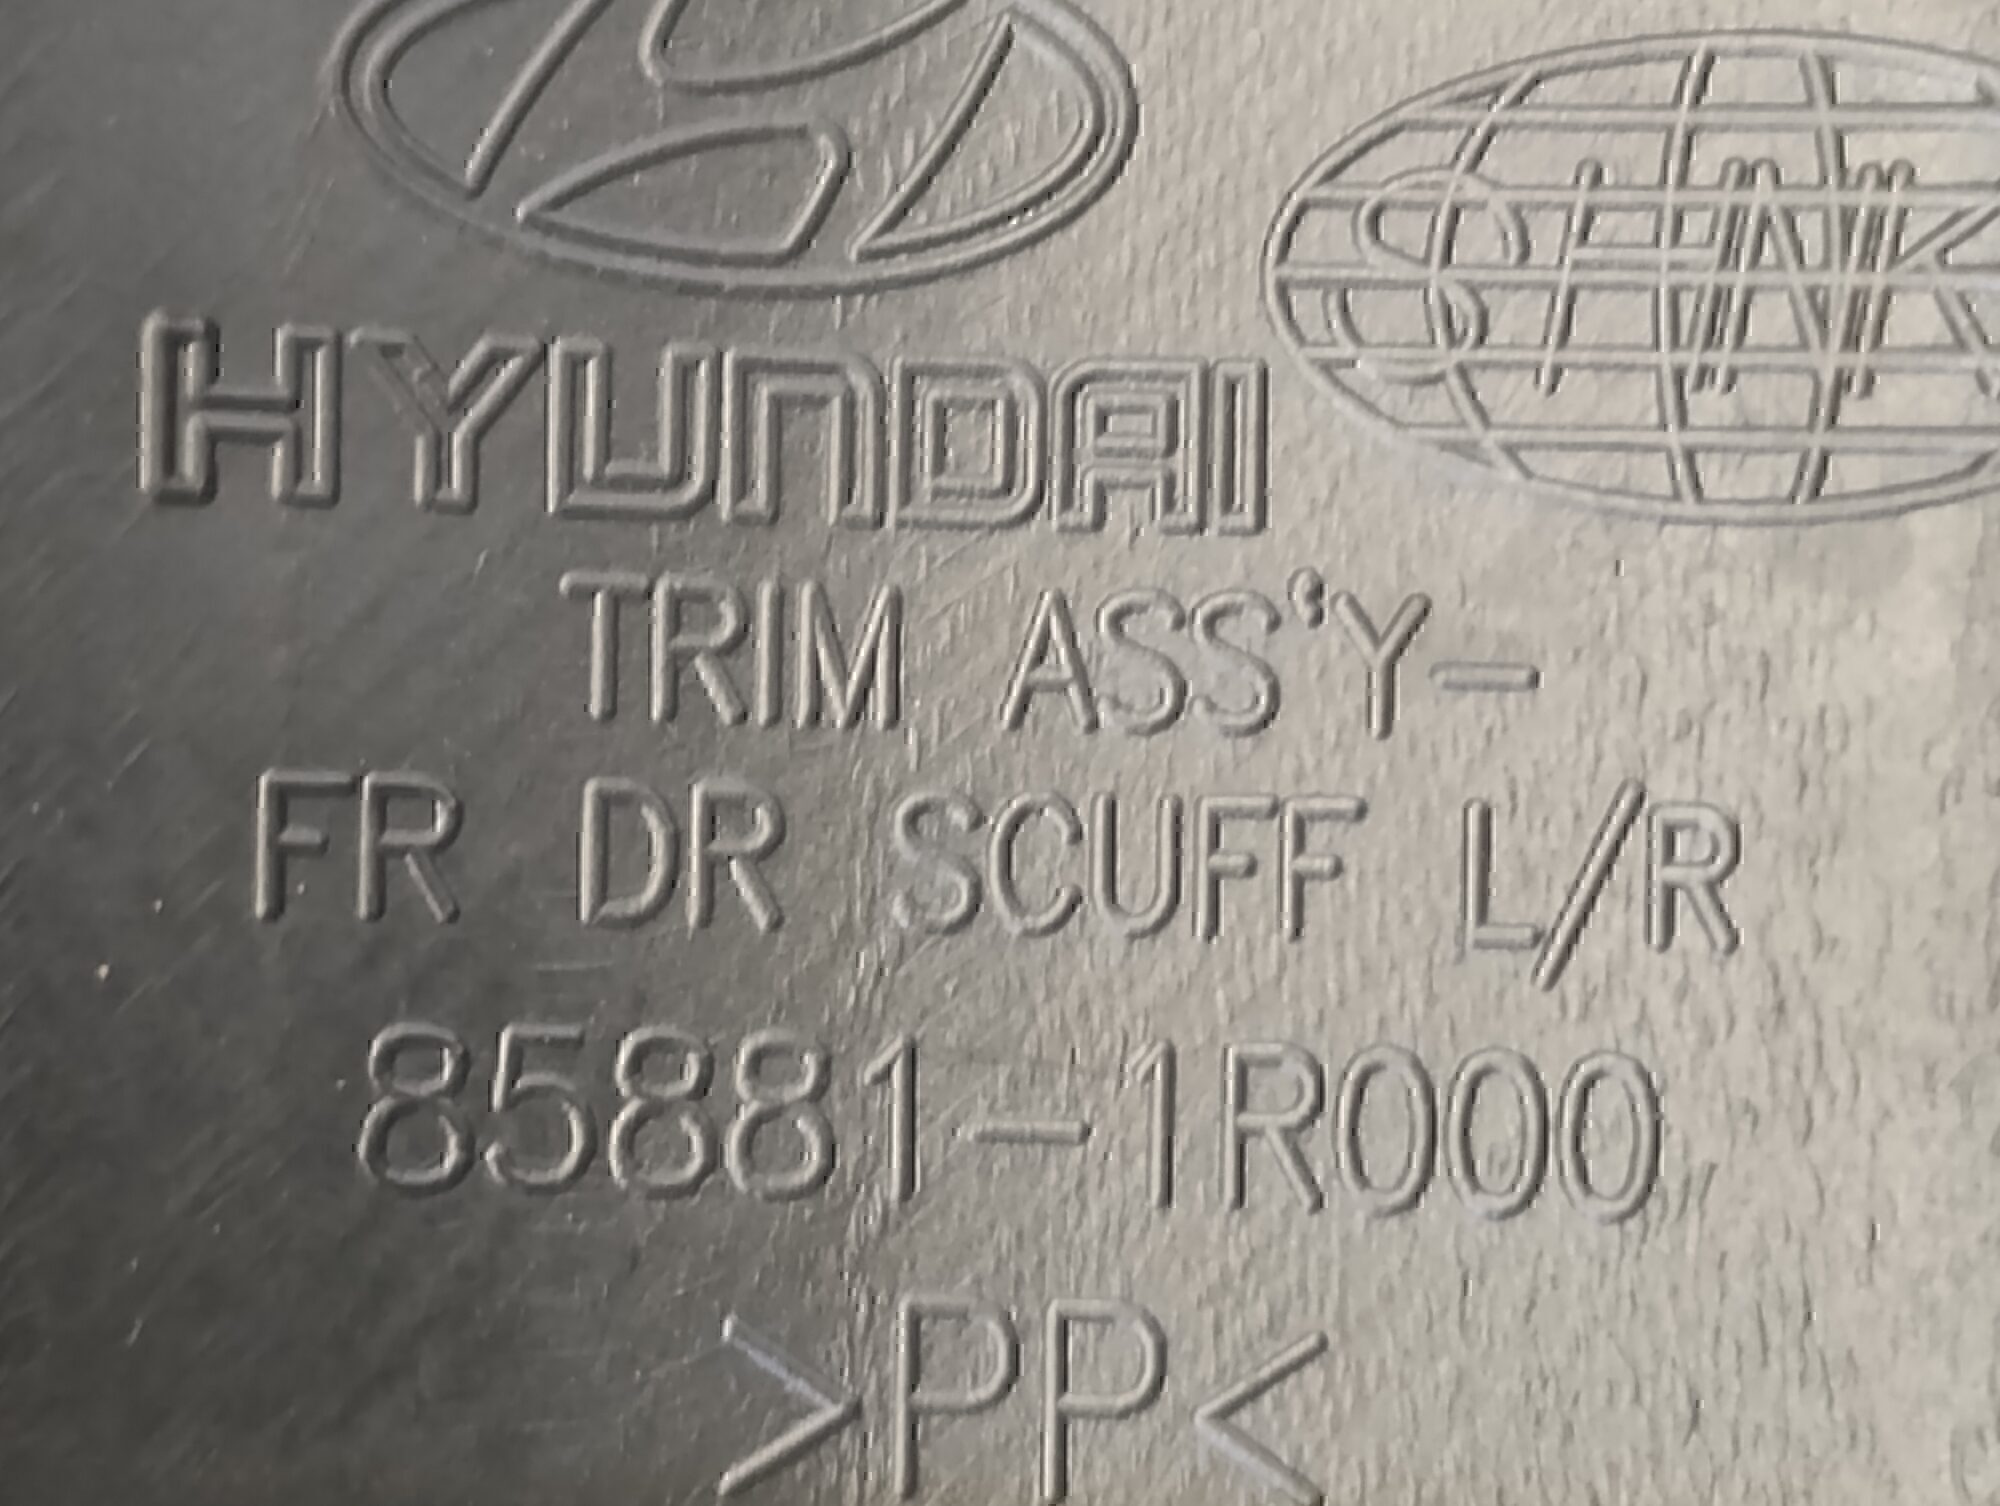 HYUNDAI
TRIM ASS'Y-
FR DR SCUFF L/R
85881-1R000
>PP<